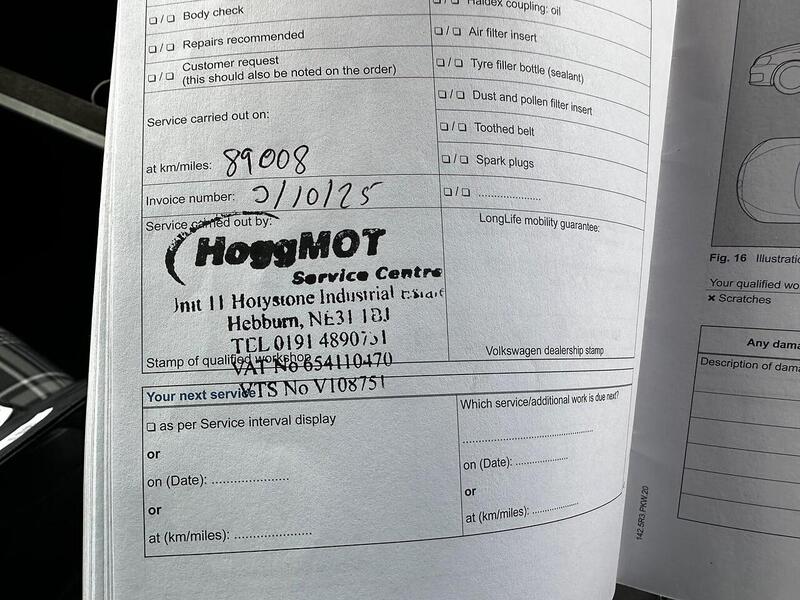 ❏ / ❏ Body check
❏ / ❏ Repairs recommended
❏ / ❏ Customer request
(this should also be noted on the order)
Haldex coupling: oil
❏ / ❏ Air filter insert
❏ / ❏ Tyre filler bottle (sealant)
❏ / ❏ Dust and pollen filter insert
❏ / ❏ Toothed belt
❏ / ❏ Spark plugs
❏ / ❏ ....................
Service carried out on:
at km/miles: 89008
Invoice number: 2/10/25
Service carried out by:
HoggMOT
Service Centre
Unit 11 Holystone Industrial Estate
Hebburn, NE31 1BJ
TEL 0191 4890751
VAT No 654110470
VTS No V108751
Stamp of qualified workshop
LongLife mobility guarantee:
Volkswagen dealership stamp
Your next service
❏ as per Service interval display
or
on (Date): ....................
or
at (km/miles): ....................
Which service/additional work is due next?
..................................
on (Date): ....................
or
at (km/miles): ....................
142.5R3.PKW.20
Fig. 16 Illustratio
Your qualified wo
× Scratches
Any dama
Description of dama